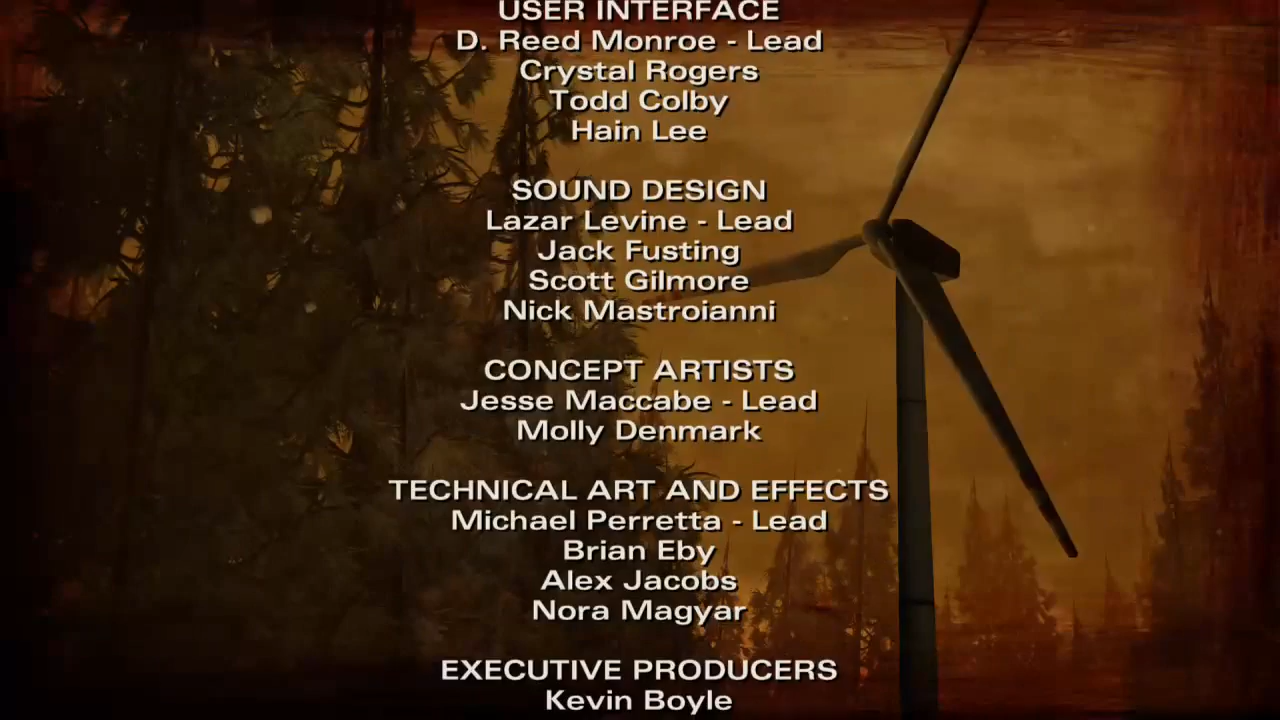 USER INTERFACE
D. Reed Monroe - Lead
Crystal Rogers
Todd Colby
Hain Lee
SOUND DESIGN
Lazar Levine - Lead
Jack Fusting
Scott Gilmore
Nick Mastroianni
CONCEPT ARTISTS
Jesse Maccabe - Lead
Molly Denmark
TECHNICAL ART AND EFFECTS
Michael Perretta - Lead
Brian Eby
Alex Jacobs
Nora Magyar
EXECUTIVE PRODUCERS
Kevin Boyle